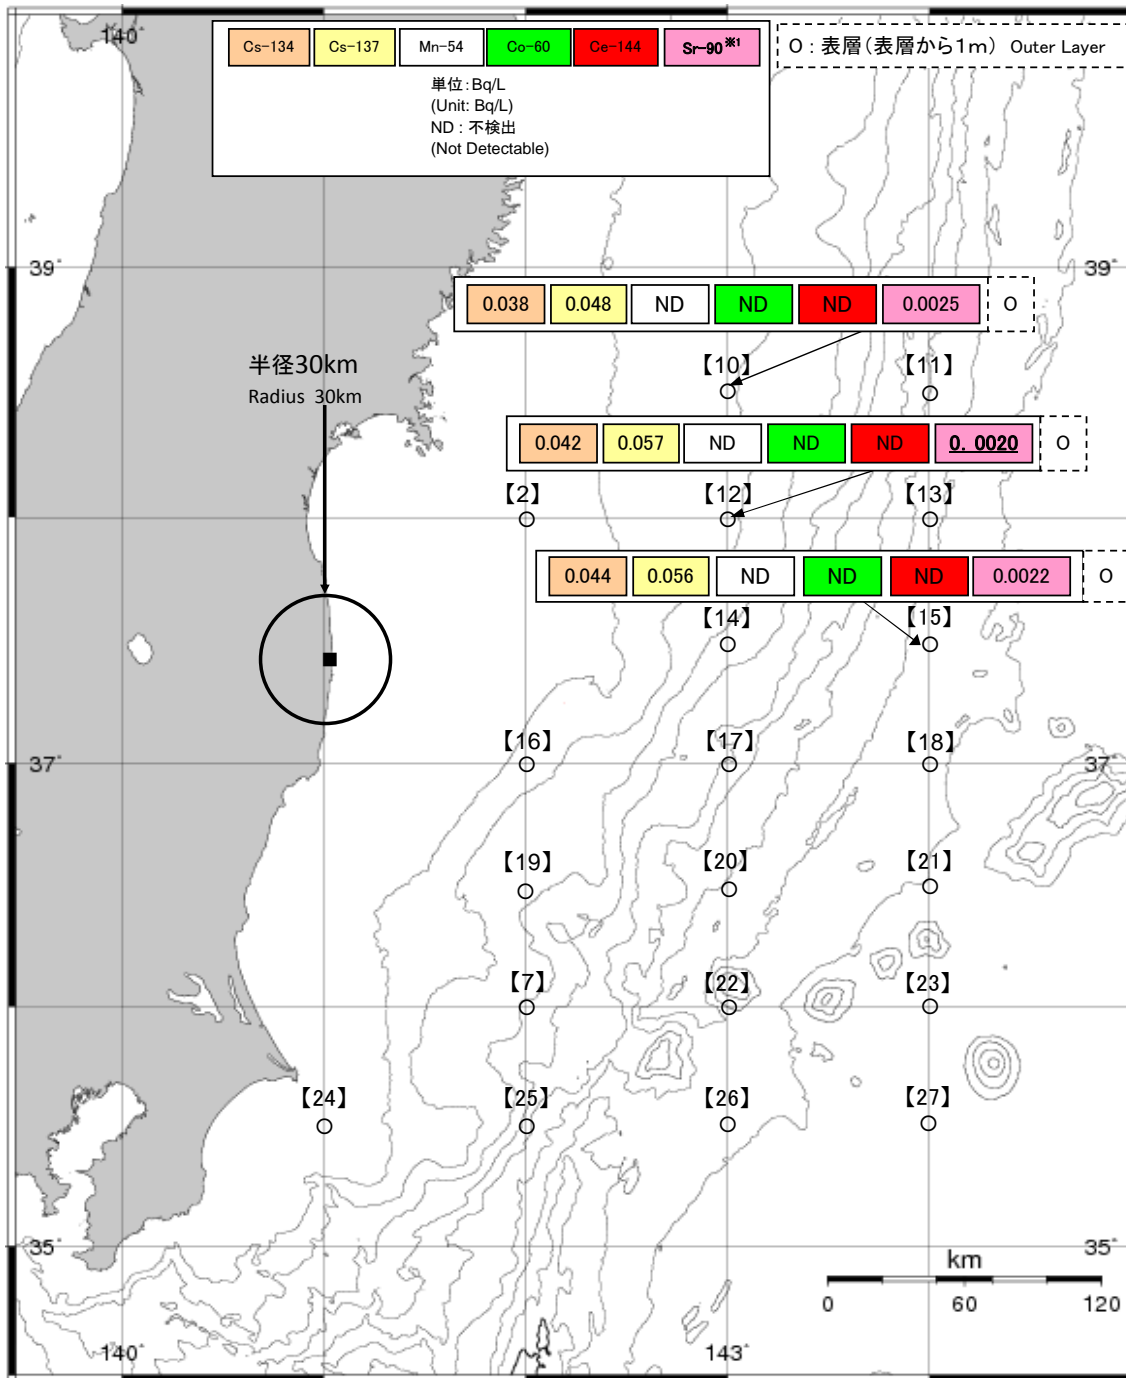 140°
Cs-134 Cs-137 Mn-54 Co-60 Ce-144 Sr-90※1
O : 表層(表層から1m) Outer Layer
単位:Bq/L
(Unit: Bq/L)
ND : 不検出
(Not Detectable)
39° 39°
0.038 0.048 ND ND ND 0.0025 O
半径30km
Radius 30km
【10】 【11】
0.042 0.057 ND ND ND 0. 0020 O
【2】 【12】 【13】
0.044 0.056 ND ND ND 0.0022 O
【14】 【15】
【16】 【17】 【18】
37° 37°
【19】 【20】 【21】
【7】 【22】 【23】
【24】 【25】 【26】 【27】
35° 35°
km
0 60 120
140° 143°